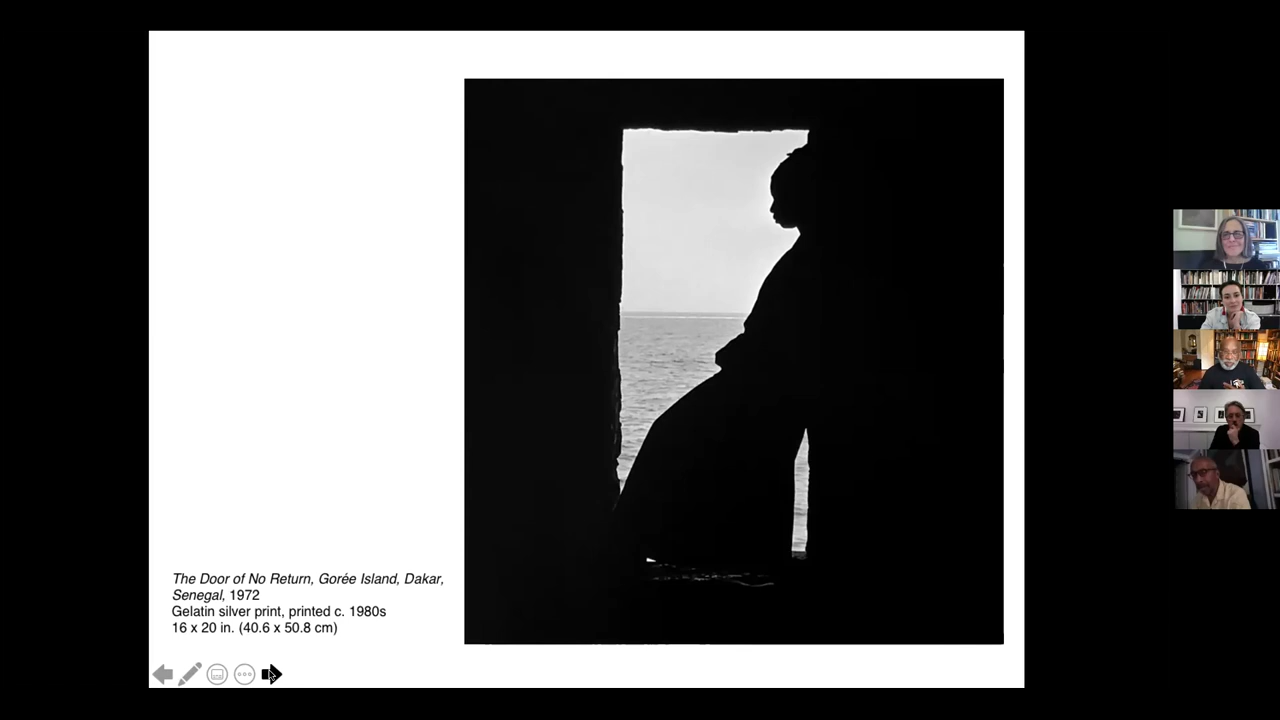 The Door of No Return, Gorée Island, Dakar,
Senegal, 1972
Gelatin silver print, printed c. 1980s
16 x 20 in. (40.6 x 50.8 cm)